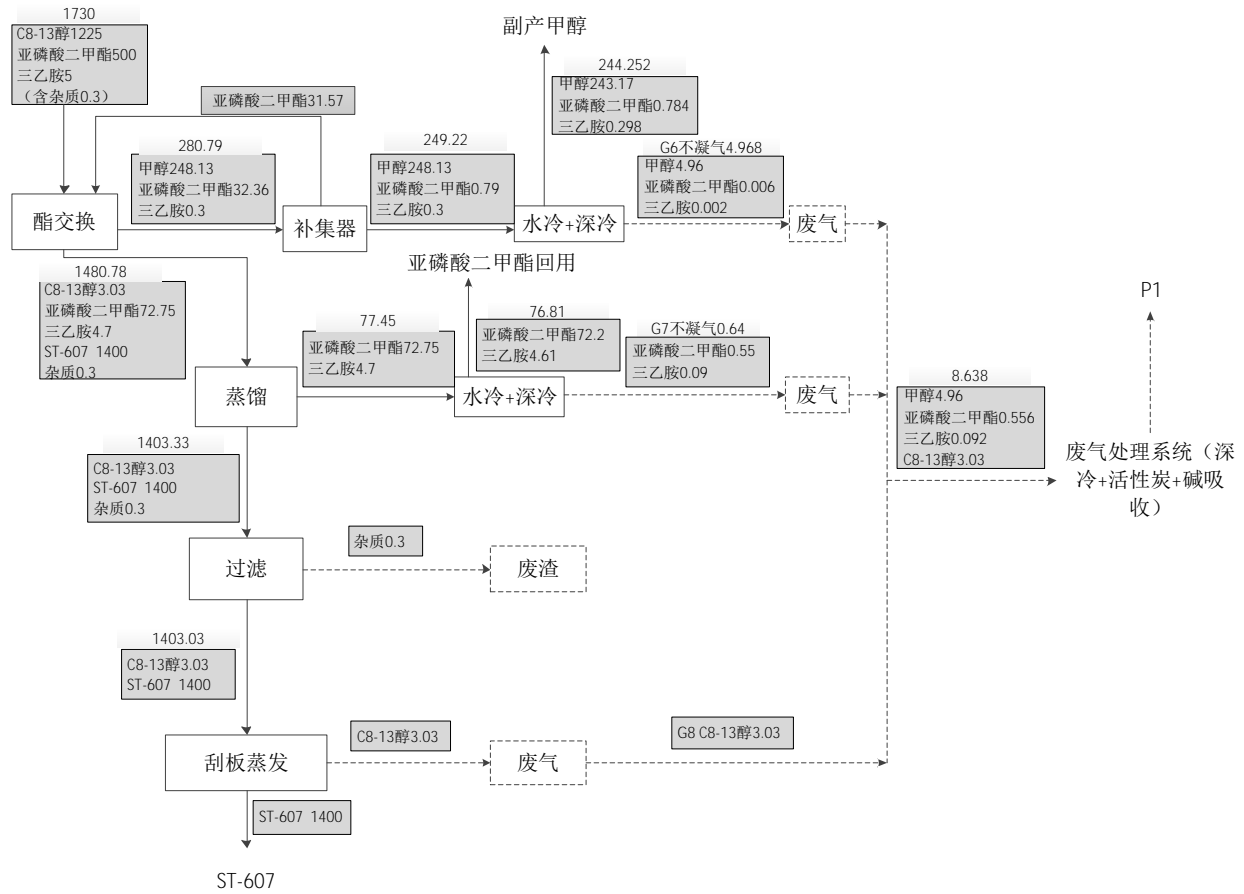 1730
C8-13醇1225
亚磷酸二甲酯500
三乙胺5
（含杂质0.3）
副产甲醇
244.252
甲醇243.17
亚磷酸二甲酯0.784
三乙胺0.298
亚磷酸二甲酯31.57
280.79
甲醇248.13
亚磷酸二甲酯32.36
三乙胺0.3
249.22
甲醇248.13
亚磷酸二甲酯0.79
三乙胺0.3
G6不凝气4.968
甲醇4.96
亚磷酸二甲酯0.006
三乙胺0.002
酯交换
补集器
水冷+深冷
废气
1480.78
C8-13醇3.03
亚磷酸二甲酯72.75
三乙胺4.7
ST-607 1400
杂质0.3
亚磷酸二甲酯回用
77.45
亚磷酸二甲酯72.75
三乙胺4.7
76.81
亚磷酸二甲酯72.2
三乙胺4.61
G7不凝气0.64
亚磷酸二甲酯0.55
三乙胺0.09
P1
蒸馏
水冷+深冷
废气
8.638
甲醇4.96
亚磷酸二甲酯0.556
三乙胺0.092
C8-13醇3.03
废气处理系统（深
冷+活性炭+碱吸
收）
1403.33
C8-13醇3.03
ST-607 1400
杂质0.3
过滤
杂质0.3
废渣
1403.03
C8-13醇3.03
ST-607 1400
刮板蒸发
C8-13醇3.03
废气
G8 C8-13醇3.03
ST-607 1400
ST-607